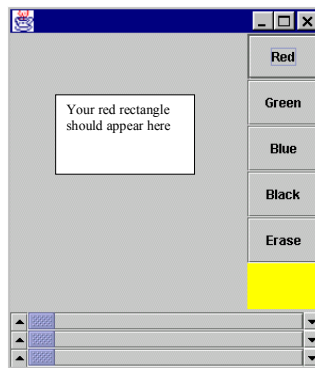 Red
Your red rectangle
should appear here
Green
Blue
Black
Erase